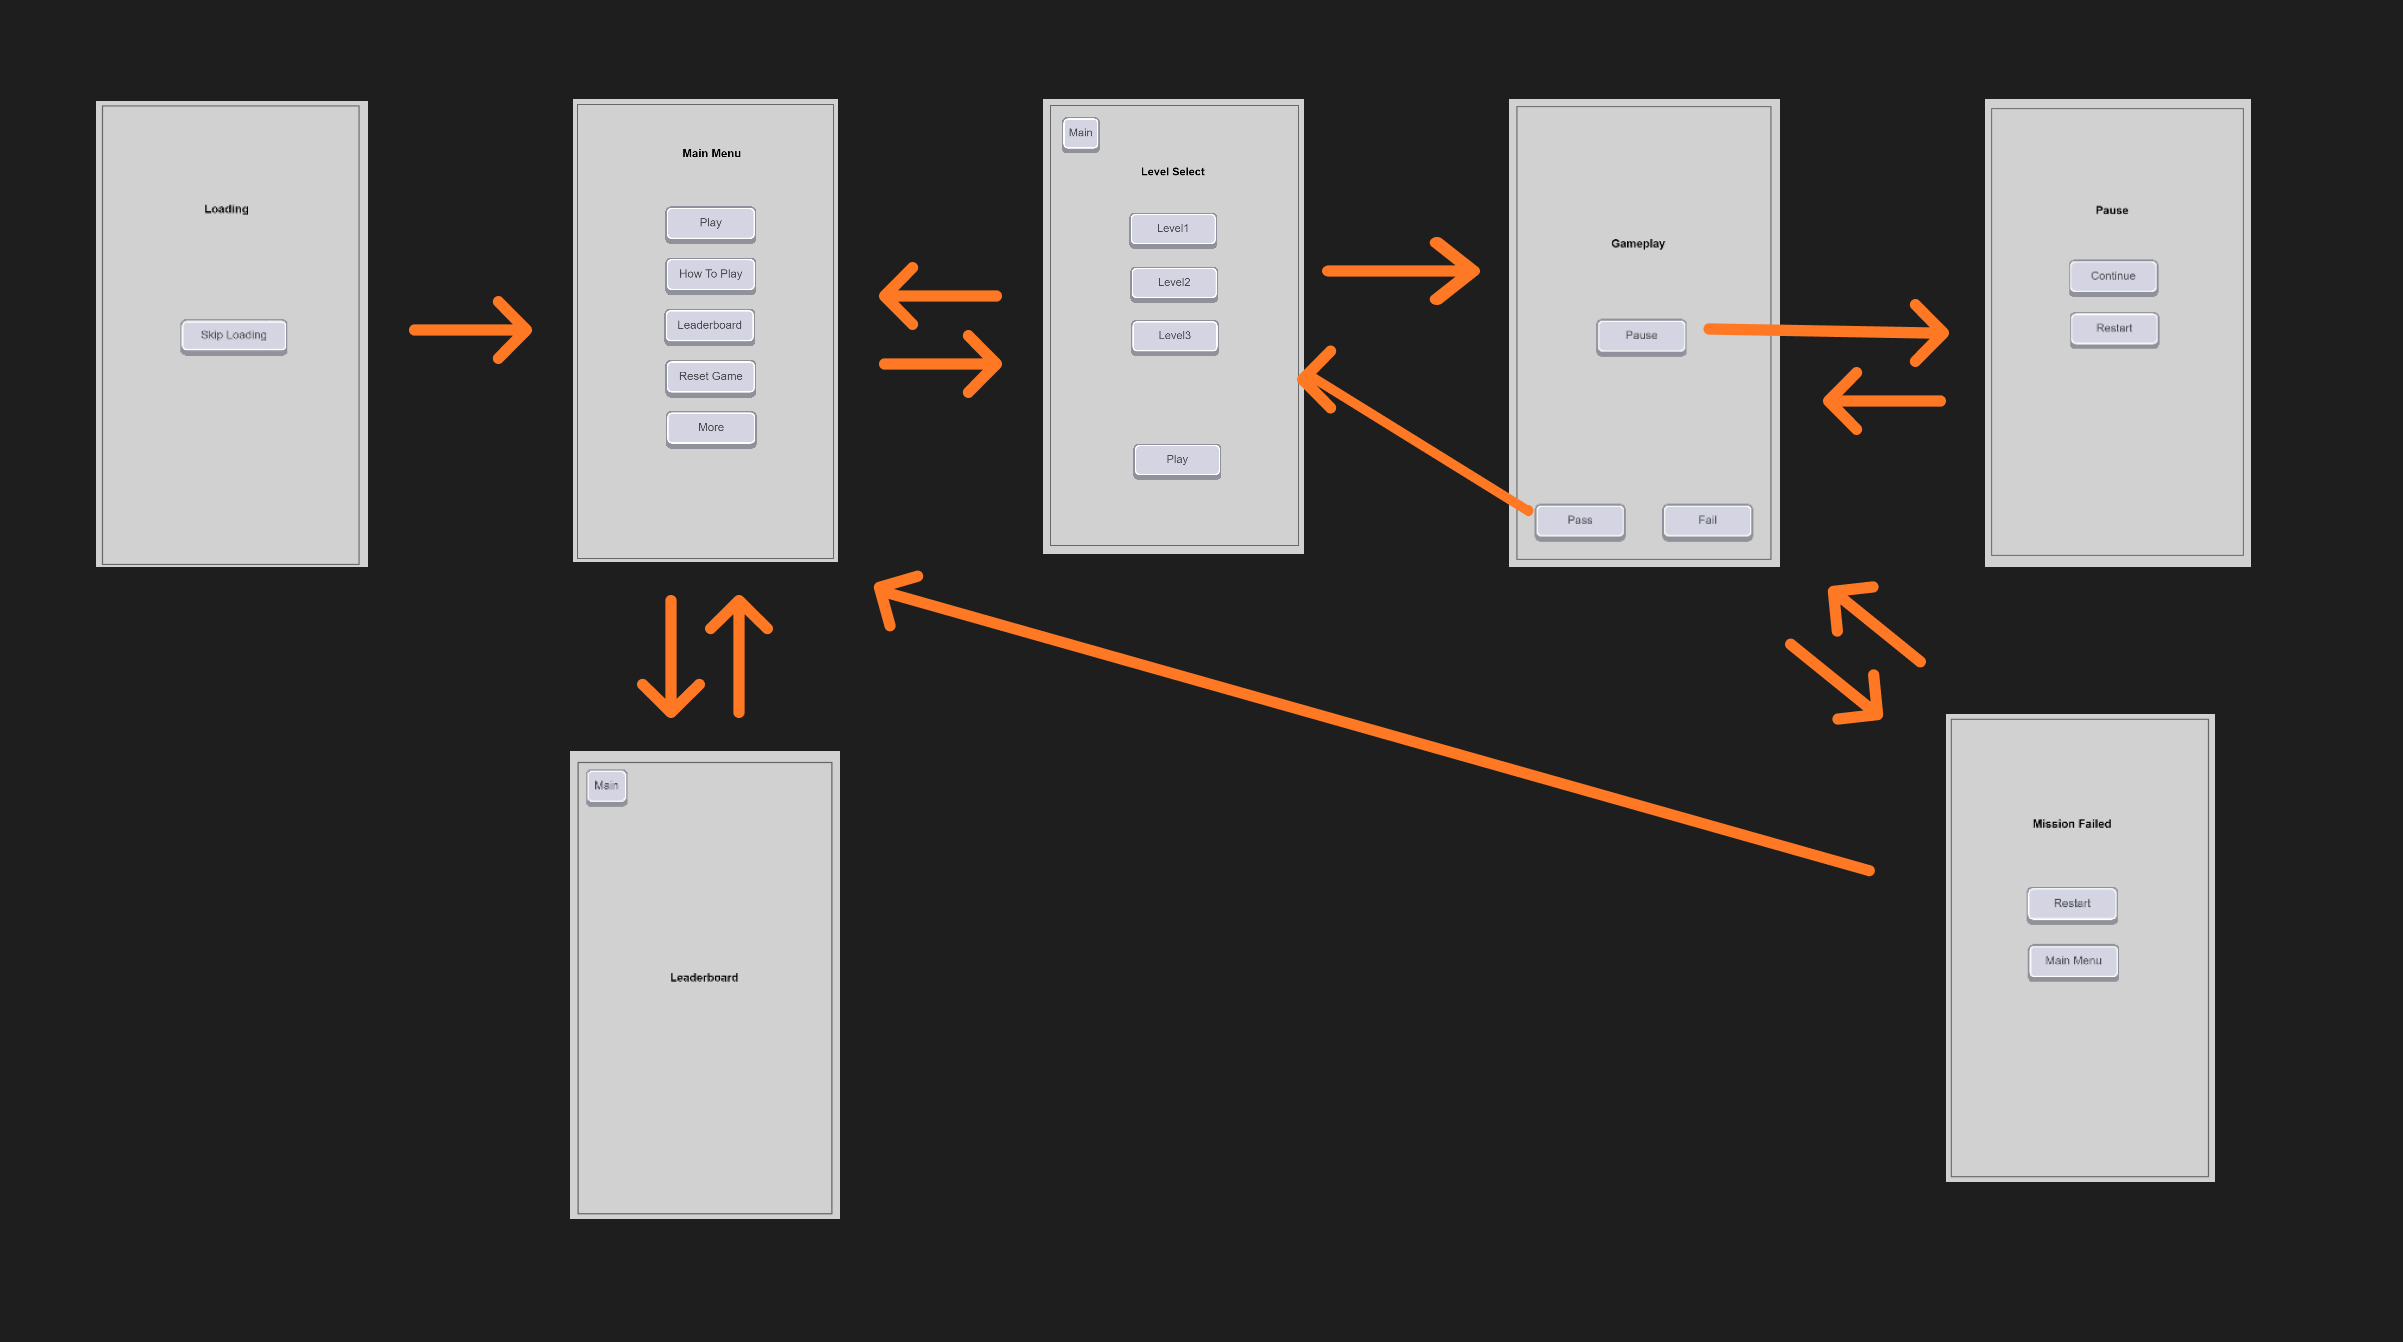 Loading
Skip Loading
Main Menu
Play
How To Play
Leaderboard
Reset Game
More
Main
Level Select
Level1
Level2
Level3
Play
Gameplay
Pause
Pass
Fail
Pause
Continue
Restart
Main
Leaderboard
Mission Failed
Restart
Main Menu